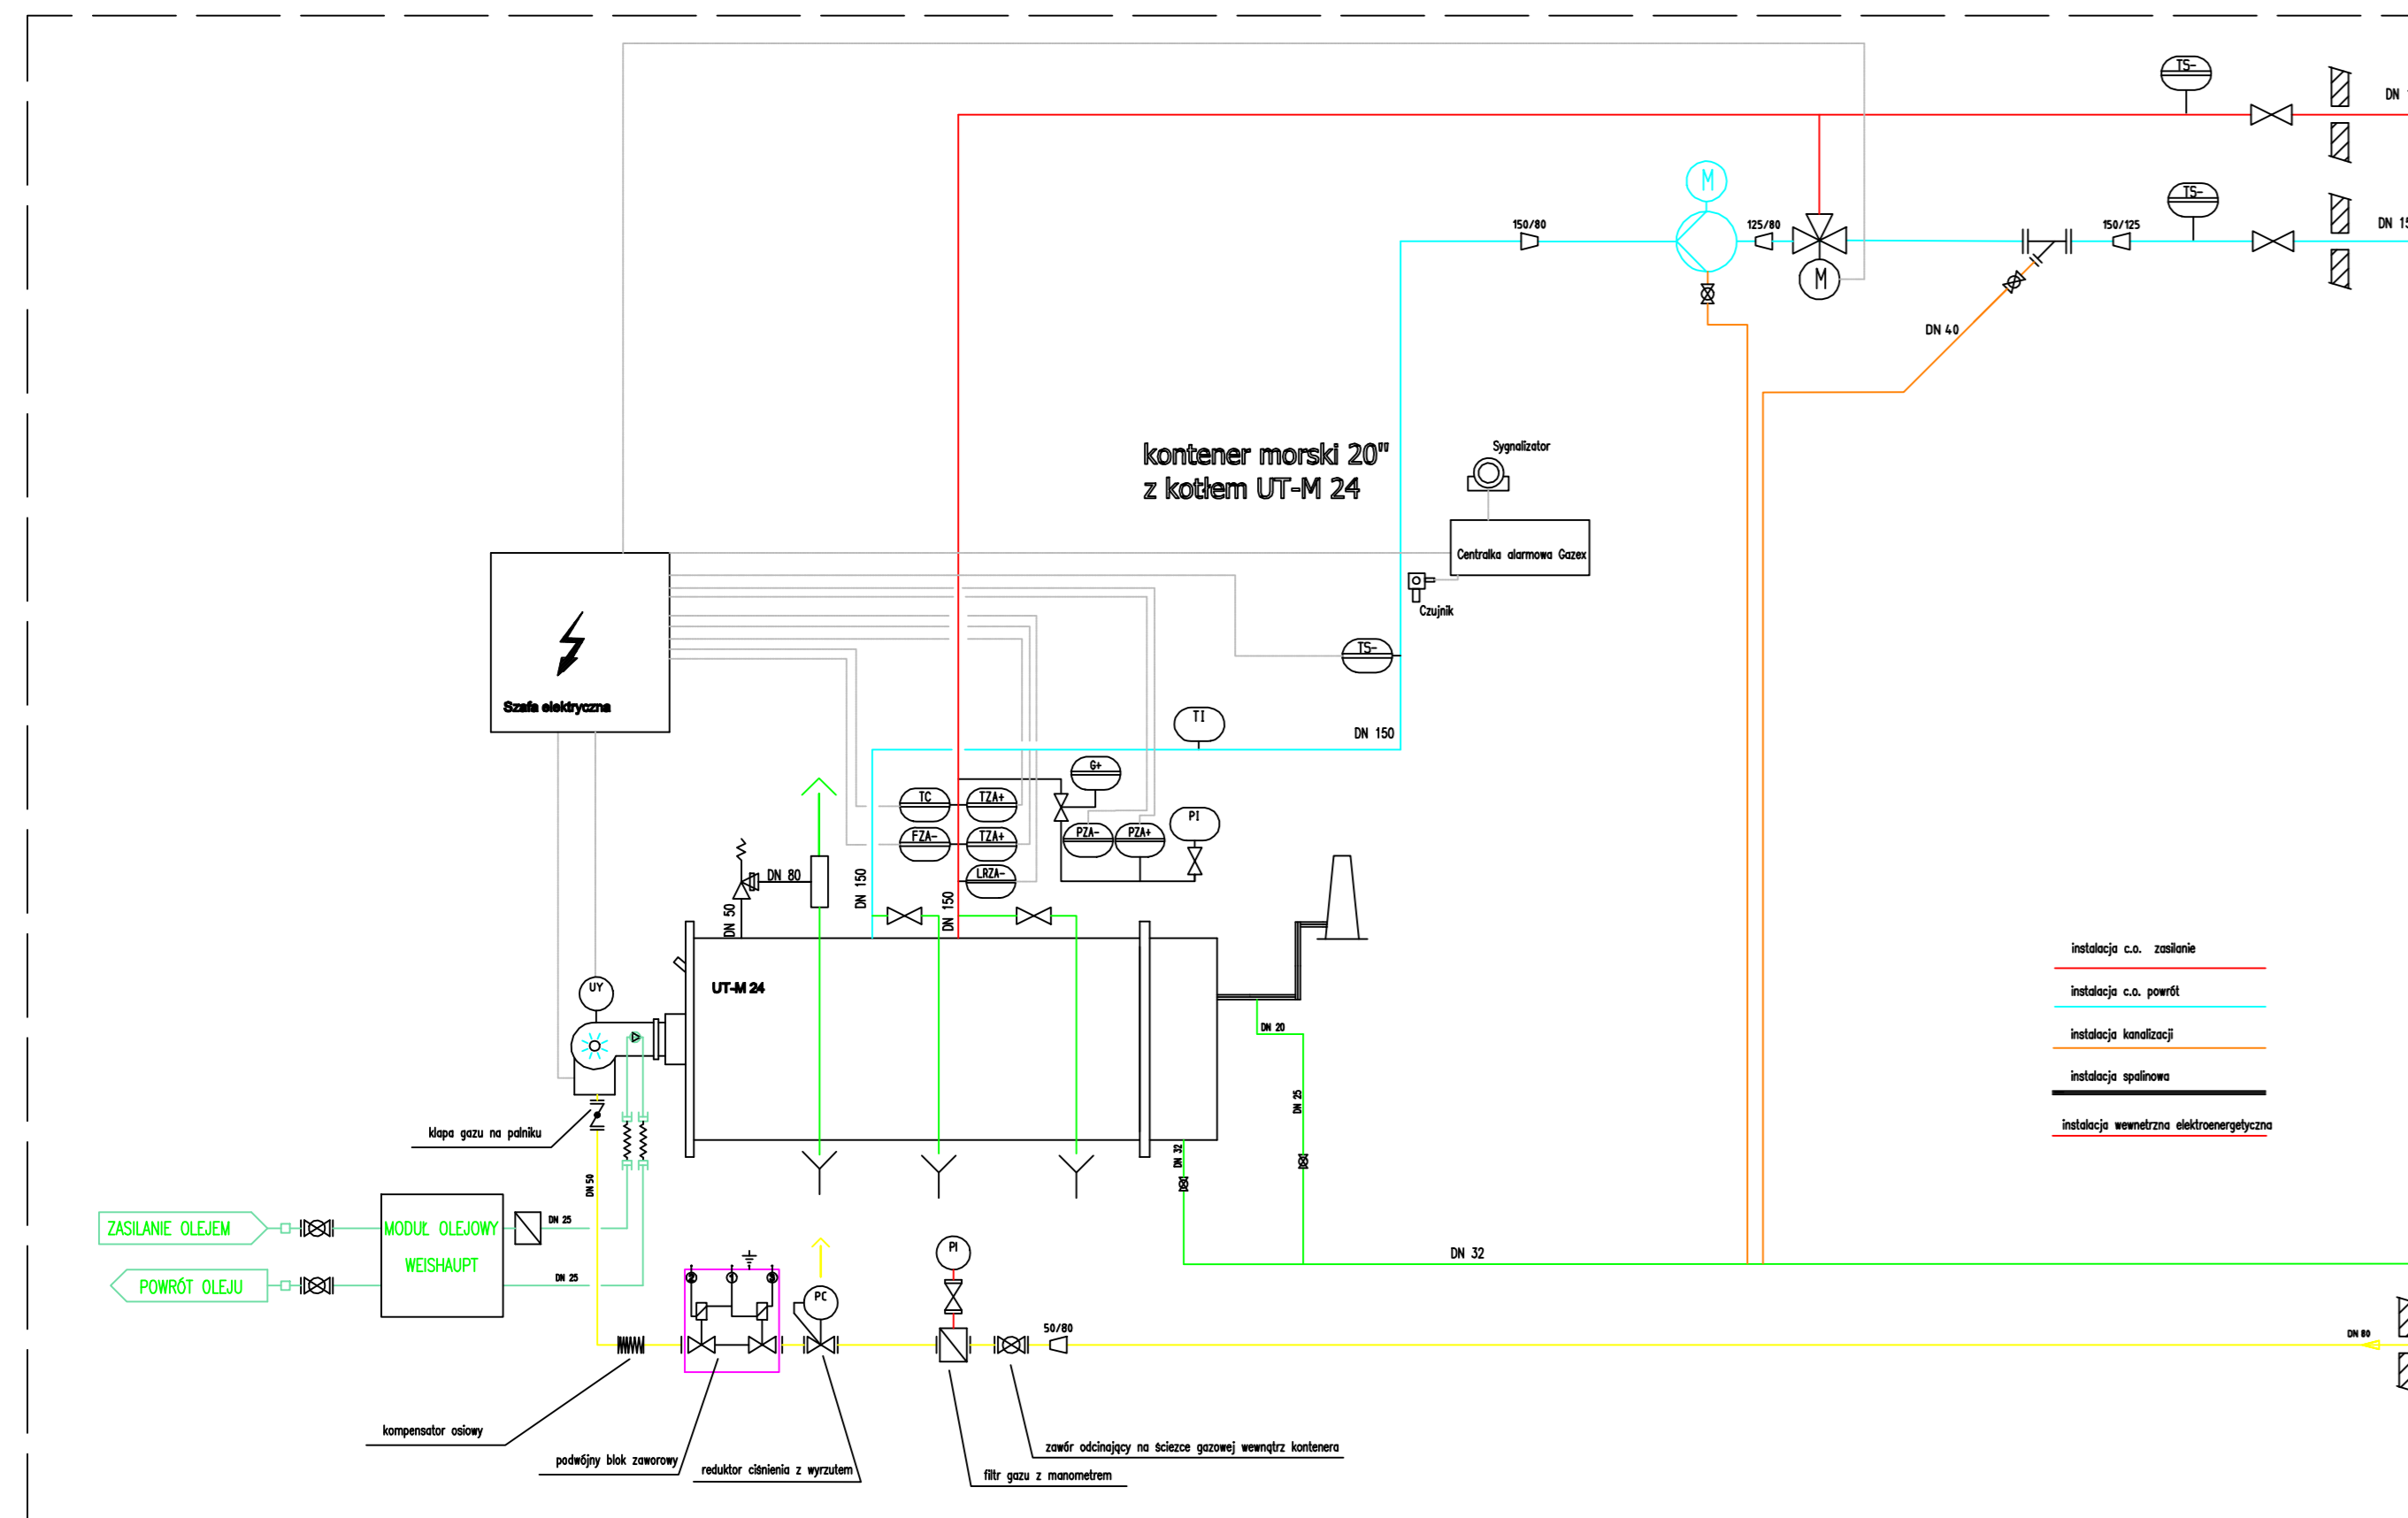 TS-
DN
TS-
DN 15
M
150/80
125/80
150/125
M
DN 40
kontener morski 20"
z kotłem UT-M 24
Sygnalizator
Centralka alarmowa Gazex
Czujnik
TS-
Szafa elektryczna
TI
DN 150
G+
TC
TZA+
PI
FZA-
TZA+
PZA-
PZA+
LRZA-
DN 80
DN 150
DN 150
DN 50
UT-M 24
UY
instalacja c.o. zasilanie
instalacja c.o. powrót
instalacja kanalizacji
instalacja spalinowa
instalacja wewnetrzna elektroenergetyczna
DN 20
DN 25
DN 32
klapa gazu na palniku
DN 50
ZASILANIE OLEJEM
MODUŁ OLEJOWY
WEISHAUPT
DN 25
POWRÓT OLEJU
DN 25
2
1
3
PC
PI
DN 32
50/80
DN 80
kompensator osiowy
podwójny blok zaworowy
reduktor ciśnienia z wyrzutem
zawór odcinający na ściezce gazowej wewnątrz kontenera
filtr gazu z manometrem